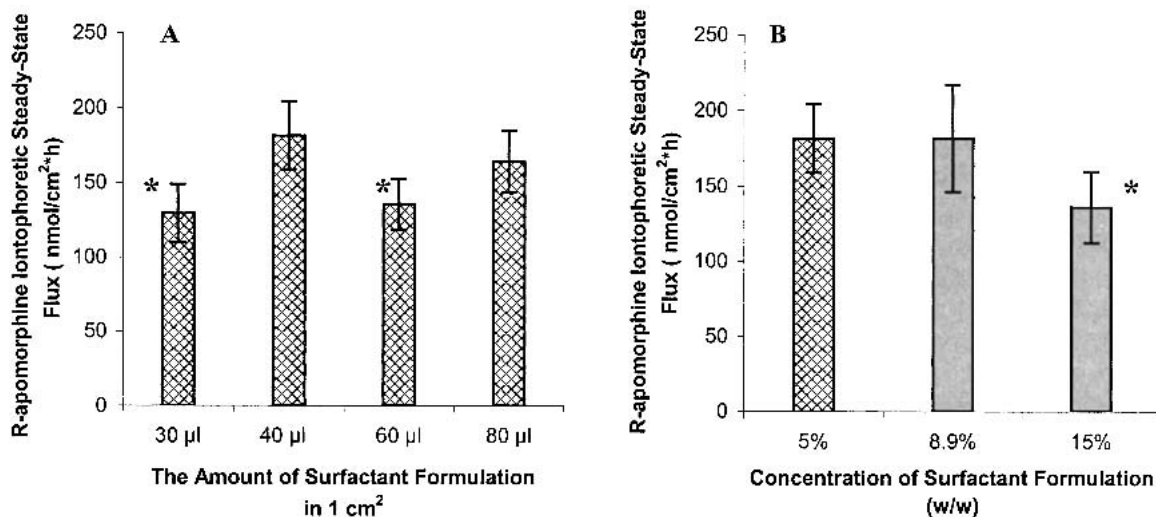 R-apomorphine Iontophoretic Steady-State
Flux ( nmol/cm²*h)
A
250
200
150
100
50
0
*
*
30 µl
40 µl
60 µl
80 µl
The Amount of Surfactant Formulation
in 1 cm²
R-apomorphine Iontophoretic Steady-State
Flux ( nmol/cm²*h)
B
250
200
150
100
50
0
*
5%
8.9%
15%
Concentration of Surfactant Formulation
(w/w)